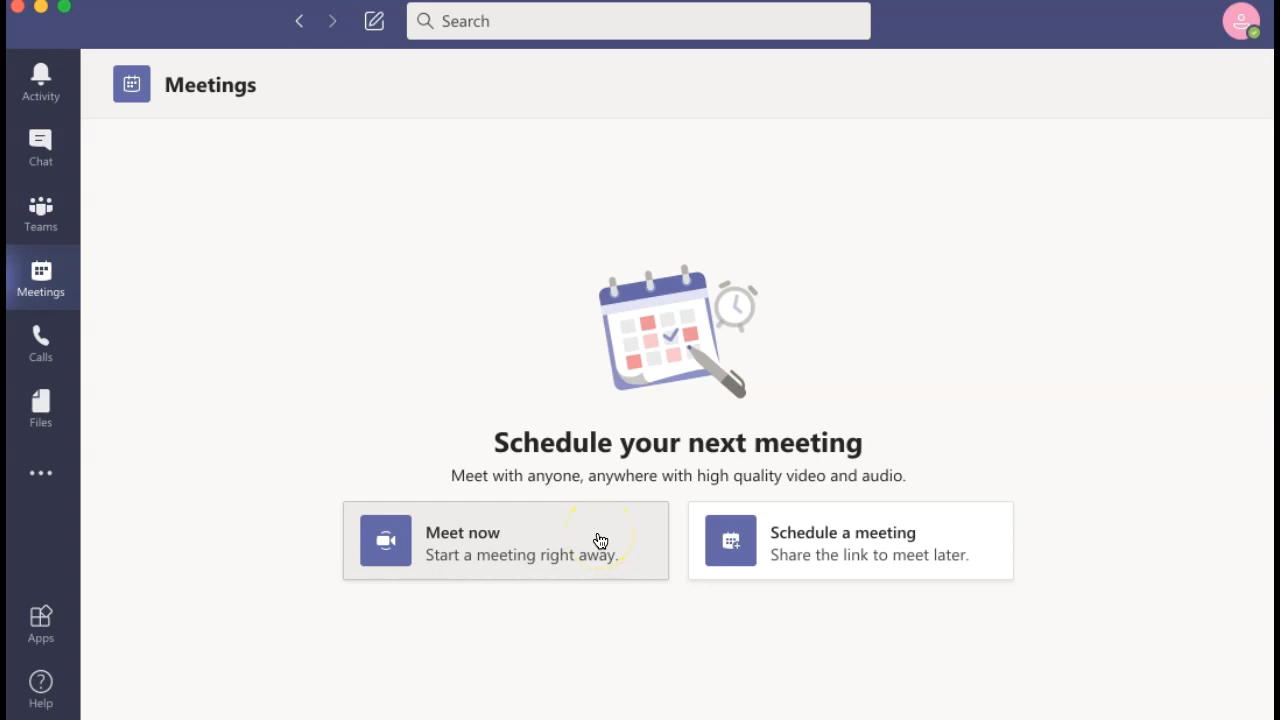 Search
Activity
Chat
Teams
Meetings
Calls
Files
Apps
Help
Meetings
Schedule your next meeting
Meet with anyone, anywhere with high quality video and audio.
Meet now
Start a meeting right away.
Schedule a meeting
Share the link to meet later.